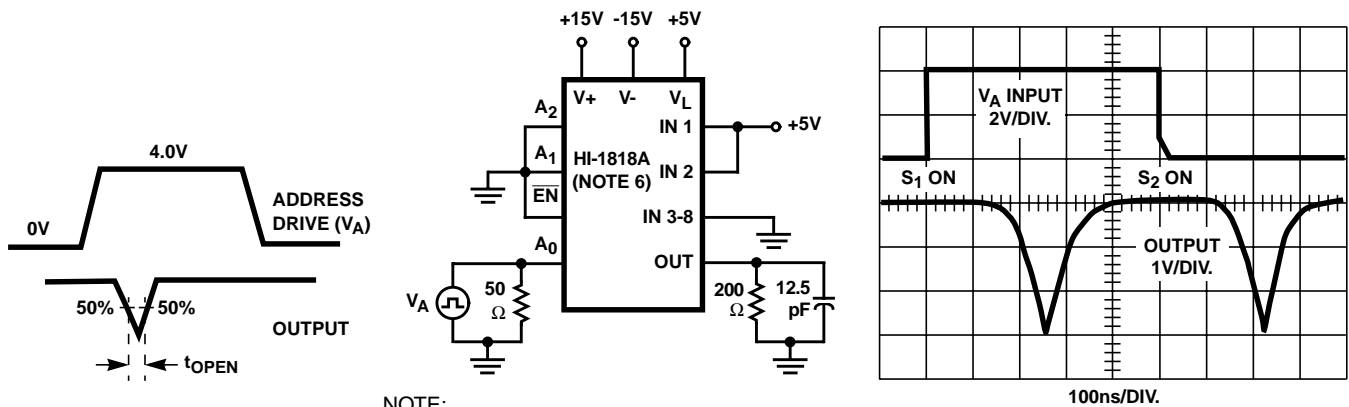 4.0V
0V
ADDRESS
DRIVE (VA)
50%
50%
OUTPUT
tOPEN
+15V -15V +5V
V+ V- VL
A2
A1
EN
A0
IN 1
IN 2
IN 3-8
OUT
HI-1818A
(NOTE 6)
+5V
VA
50
Ω
200
Ω
12.5
pF
NOTE:
VA INPUT
2V/DIV.
S1 ON
S2 ON
OUTPUT
1V/DIV.
100ns/DIV.